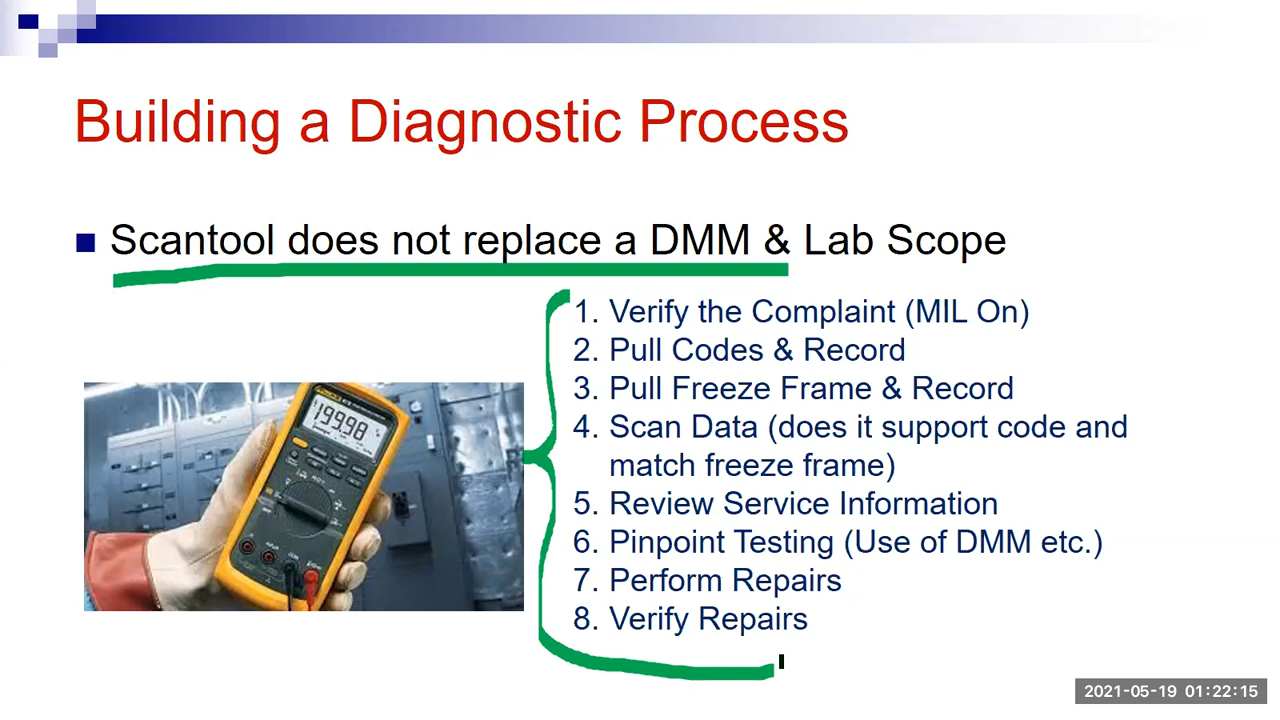 Building a Diagnostic Process
Scantool does not replace a DMM & Lab Scope
1. Verify the Complaint (MIL On)
2. Pull Codes & Record
3. Pull Freeze Frame & Record
4. Scan Data (does it support code and
match freeze frame)
5. Review Service Information
6. Pinpoint Testing (Use of DMM etc.)
7. Perform Repairs
8. Verify Repairs
199.98
2021-05-19 01:22:15